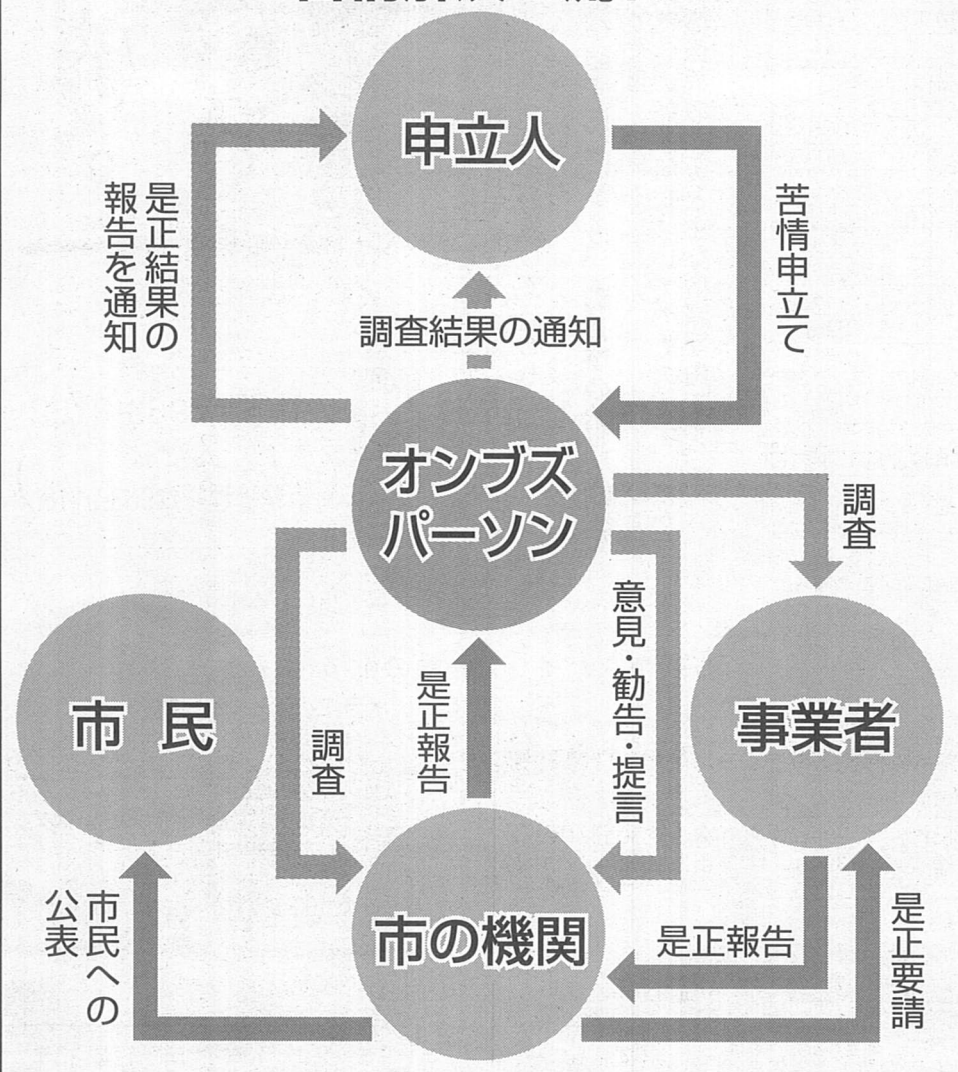 申立人
是正結果の
報告を通知
苦情申立て
調査結果の通知
オンブズ
パーソン
調査
意見・勧告・提言
是正報告
調査
市 民
事業者
市の機関
是正報告
是正要請
市民への
公表